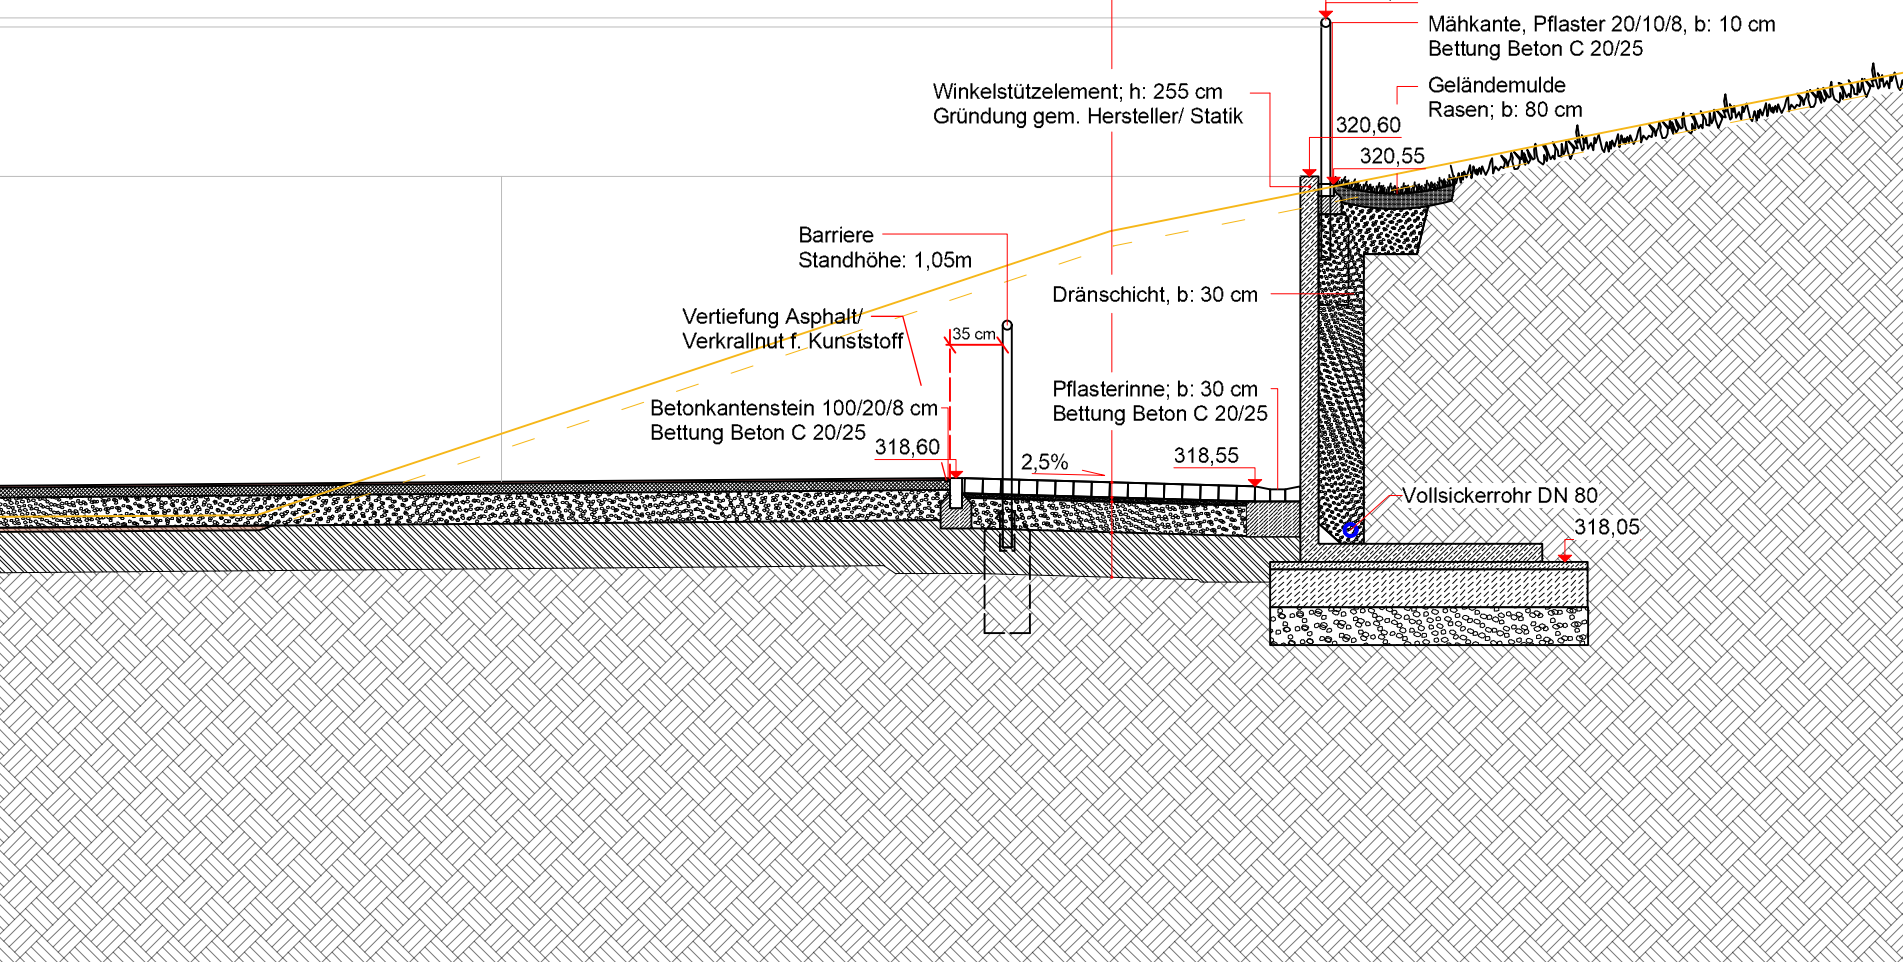 Mähkante, Pflaster 20/10/8, b: 10 cm
Bettung Beton C 20/25
Geländemulde
Rasen; b: 80 cm
Winkelstützelement; h: 255 cm
Gründung gem. Hersteller/ Statik
320,60
320,55
Barriere
Standhöhe: 1,05m
Dränschicht, b: 30 cm
Vertiefung Asphalt/
Verkrallnut f. Kunststoff
35 cm
Pflasterinne; b: 30 cm
Bettung Beton C 20/25
Betonkantenstein 100/20/8 cm
Bettung Beton C 20/25
318,60
2,5%
318,55
Vollsickerrohr DN 80
318,05